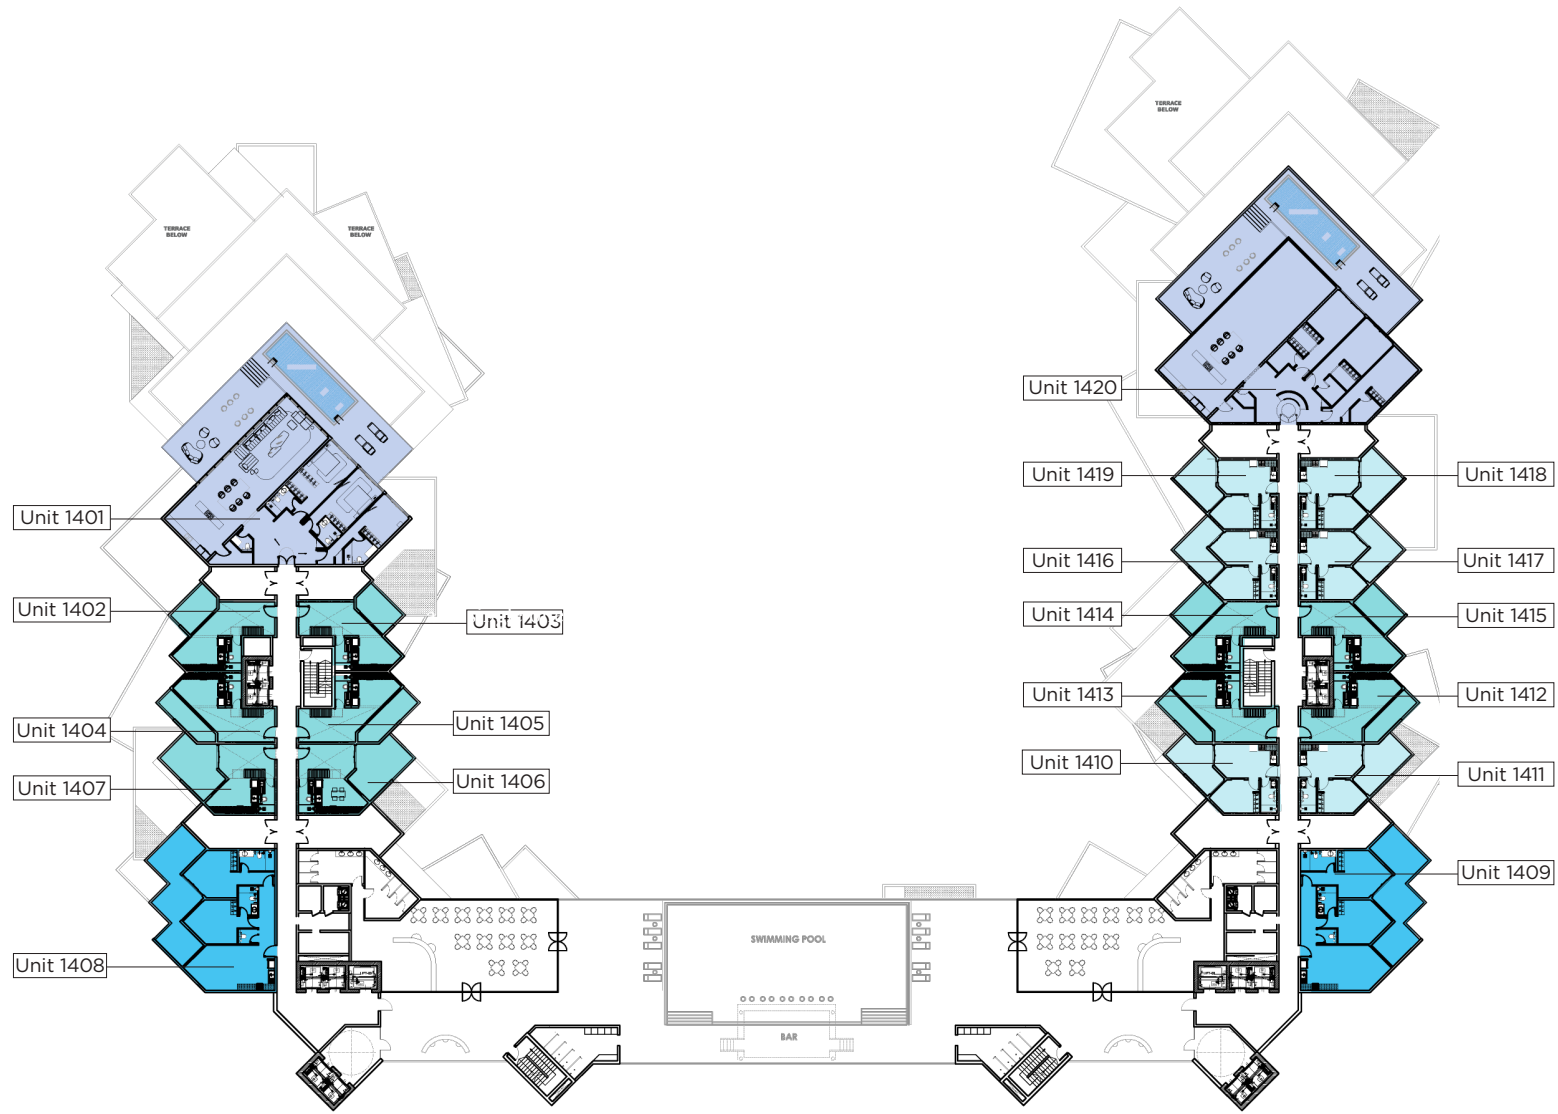 TERRACE
BELOW
TERRACE
BELOW
TERRACE
BELOW
Unit 1420
Unit 1419
Unit 1418
Unit 1401
Unit 1416
Unit 1417
Unit 1402
Unit 1403
Unit 1414
Unit 1415
Unit 1404
Unit 1405
Unit 1413
Unit 1412
Unit 1407
Unit 1406
Unit 1410
Unit 1411
Unit 1409
SWIMMING POOL
Unit 1408
BAR